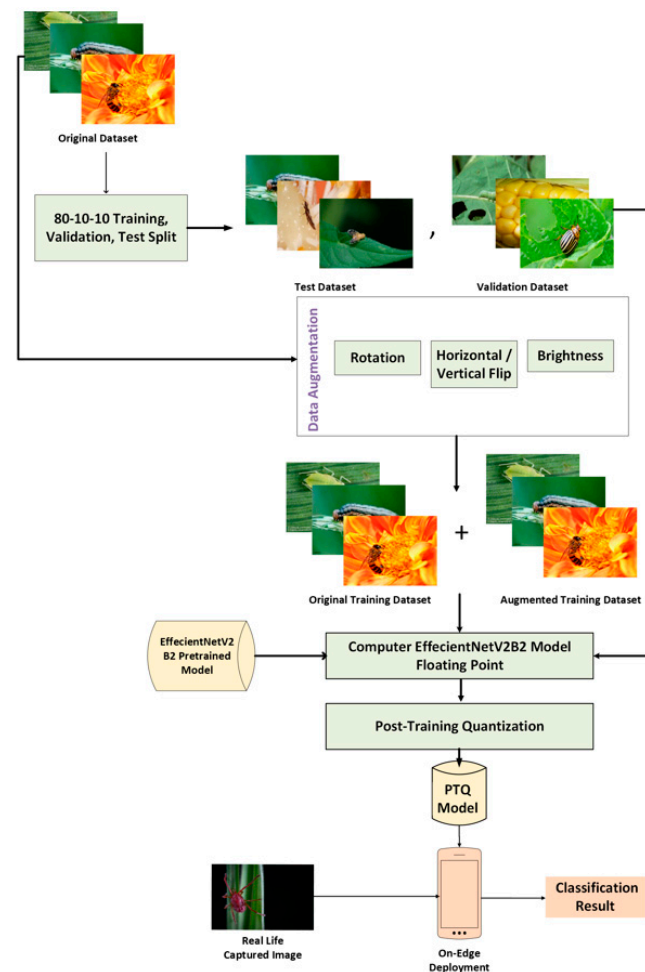 Original Dataset
80-10-10 Training,
Validation, Test Split
,
Test Dataset
Validation Dataset
Data Augmentation
Rotation
Horizontal /
Vertical Flip
Brightness
+
Original Training Dataset
Augmented Training Dataset
EffecientNetV2
B2 Pretrained
Model
Computer EffecientNetV2B2 Model
Floating Point
Post-Training Quantization
PTQ
Model
Real Life
Captured Image
On-Edge
Deployment
Classification
Result